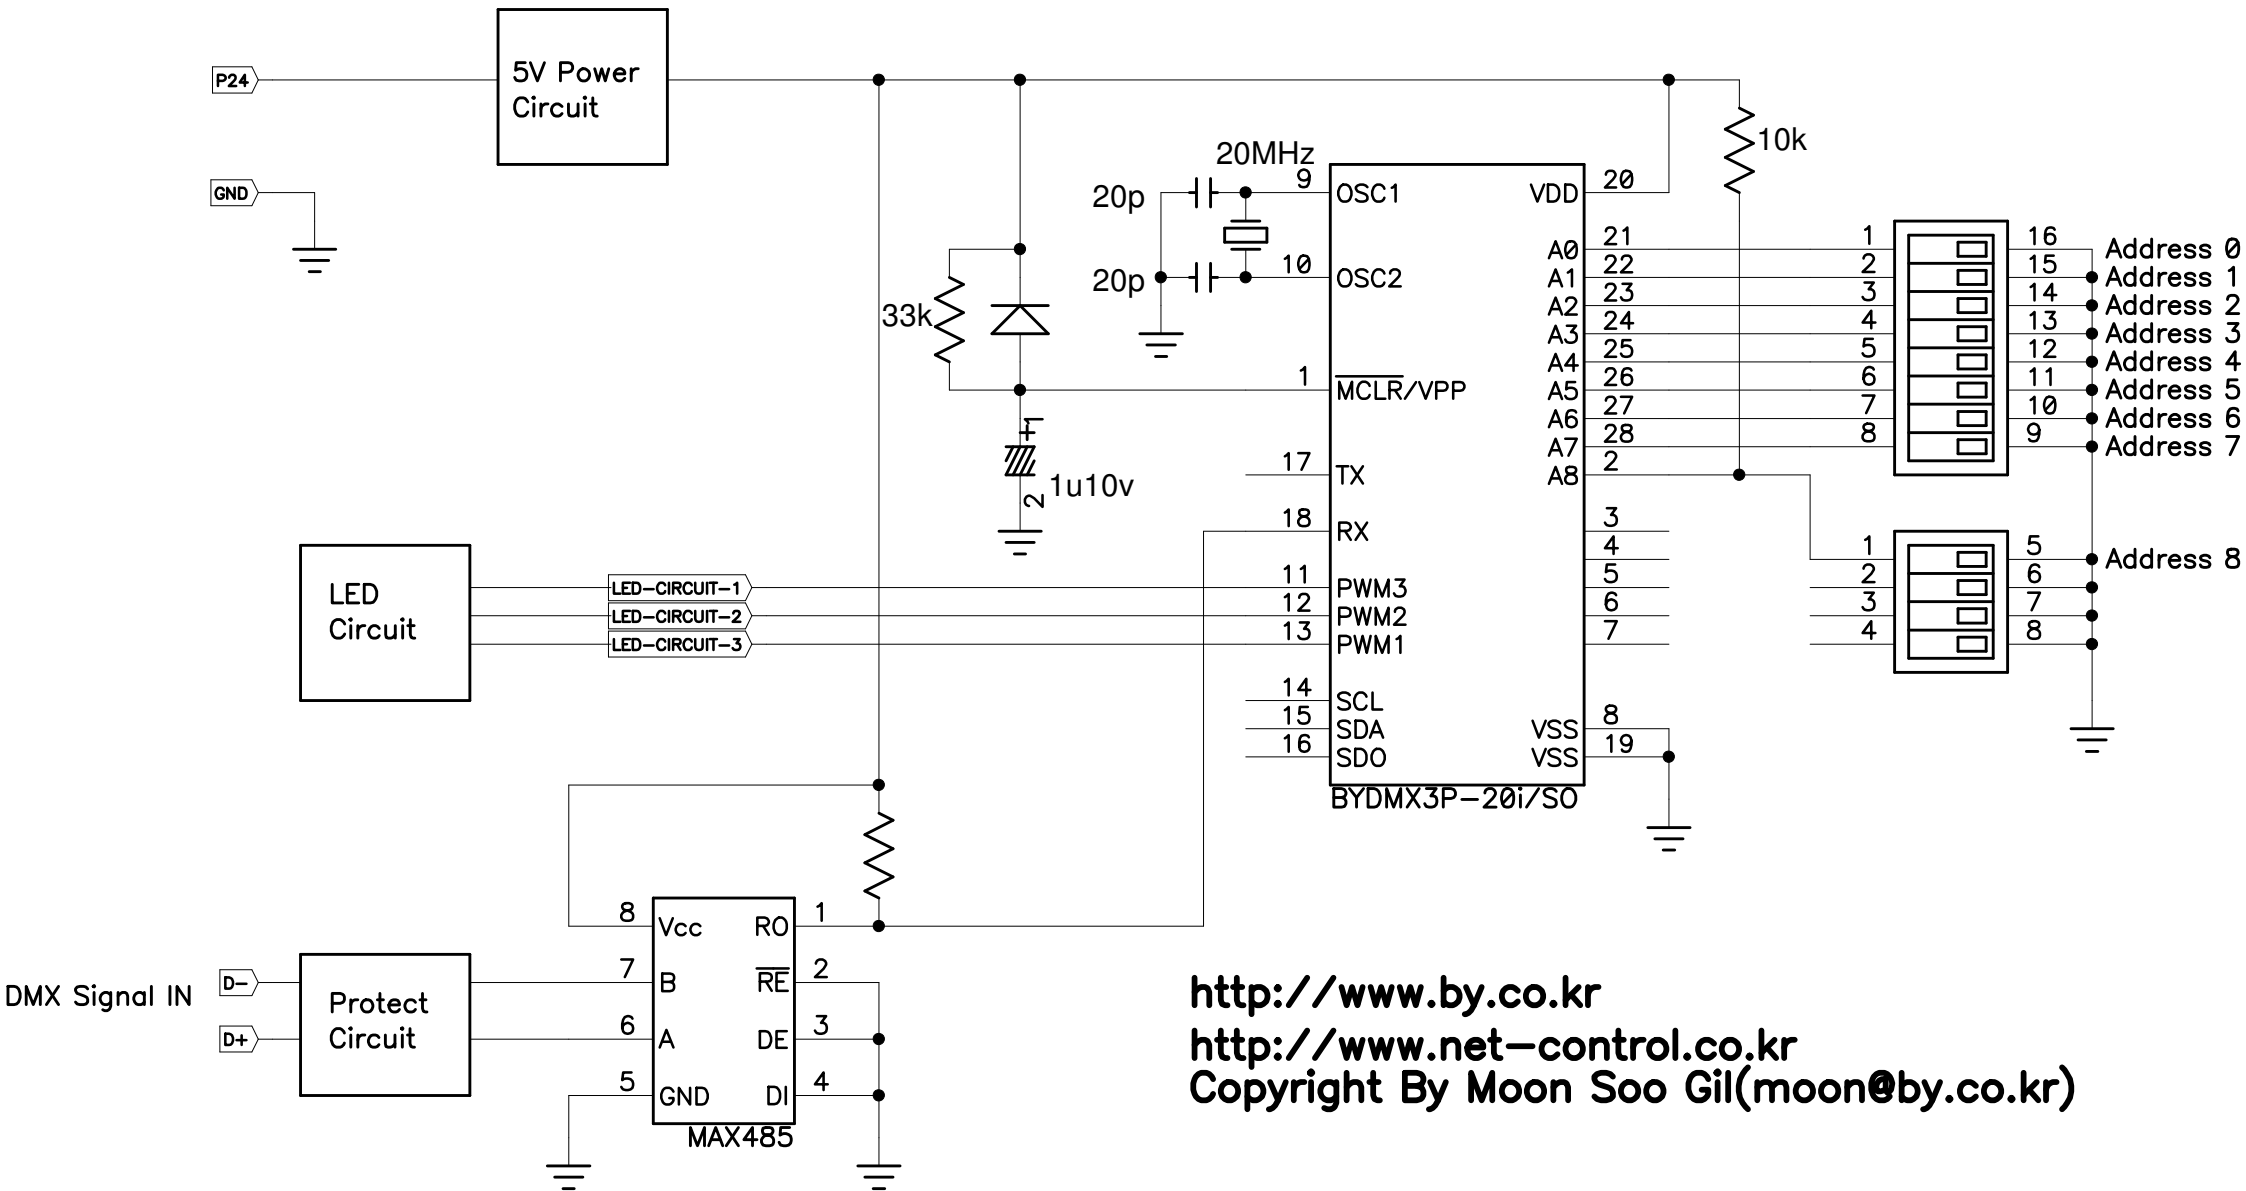 P24
5V Power
Circuit
GND
10k
20MHz
20p
20p
33k
1u10v
+1
2
9 OSC1
10 OSC2
1 MCLR/VPP
17 TX
18 RX
11 PWM3
12 PWM2
13 PWM1
14 SCL
15 SDA
16 SDO
VDD 20
A0 21
A1 22
A2 23
A3 24
A4 25
A5 26
A6 27
A7 28
A8 2
3
4
5
6
7
VSS 8
VSS 19
BYDMX3P-20i/SO
1 16 Address 0
2 15 Address 1
3 14 Address 2
4 13 Address 3
5 12 Address 4
6 11 Address 5
7 10 Address 6
8 9 Address 7
1 5 Address 8
2 6
3 7
4 8
LED
Circuit
LED-CIRCUIT-1
LED-CIRCUIT-2
LED-CIRCUIT-3
DMX Signal IN
D-
D+
Protect
Circuit
8 Vcc RO 1
7 B RE 2
6 A DE 3
5 GND DI 4
MAX485
http://www.by.co.kr
http://www.net-control.co.kr
Copyright By Moon Soo Gil(moon@by.co.kr)